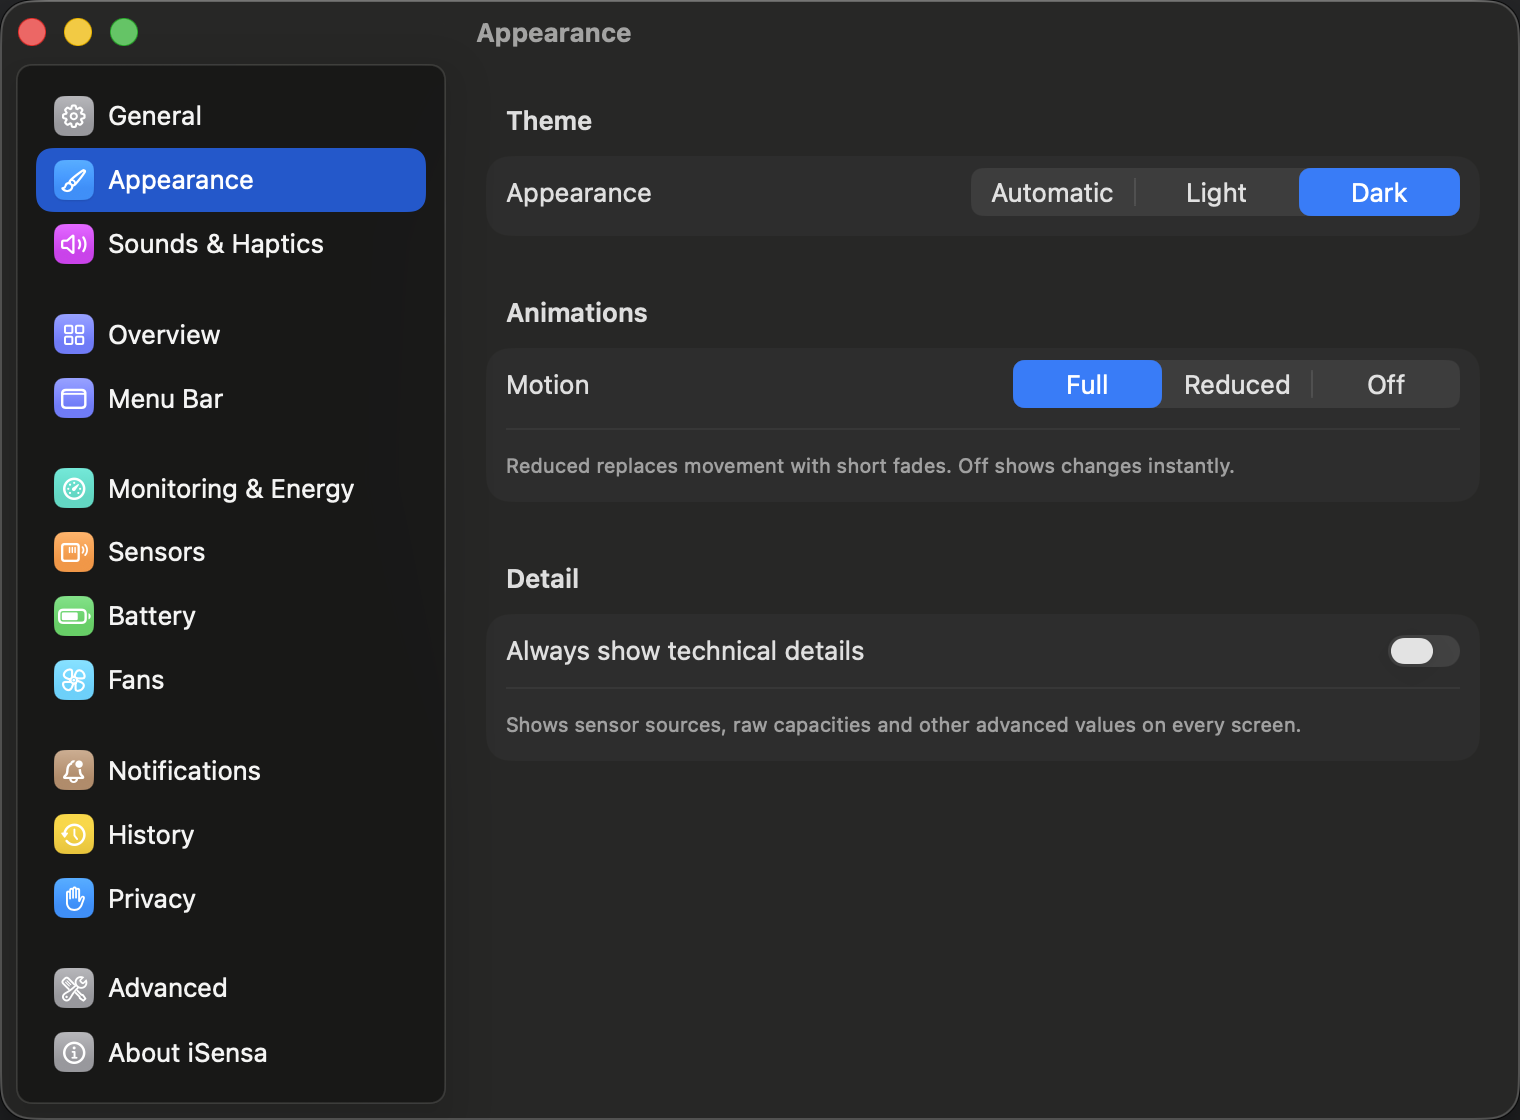 Appearance
General
Appearance
Sounds & Haptics
Overview
Menu Bar
Monitoring & Energy
Sensors
Battery
Fans
Notifications
History
Privacy
Advanced
About iSensa
Theme
Appearance Automatic Light Dark
Animations
Motion Full Reduced Off
Reduced replaces movement with short fades. Off shows changes instantly.
Detail
Always show technical details
Shows sensor sources, raw capacities and other advanced values on every screen.